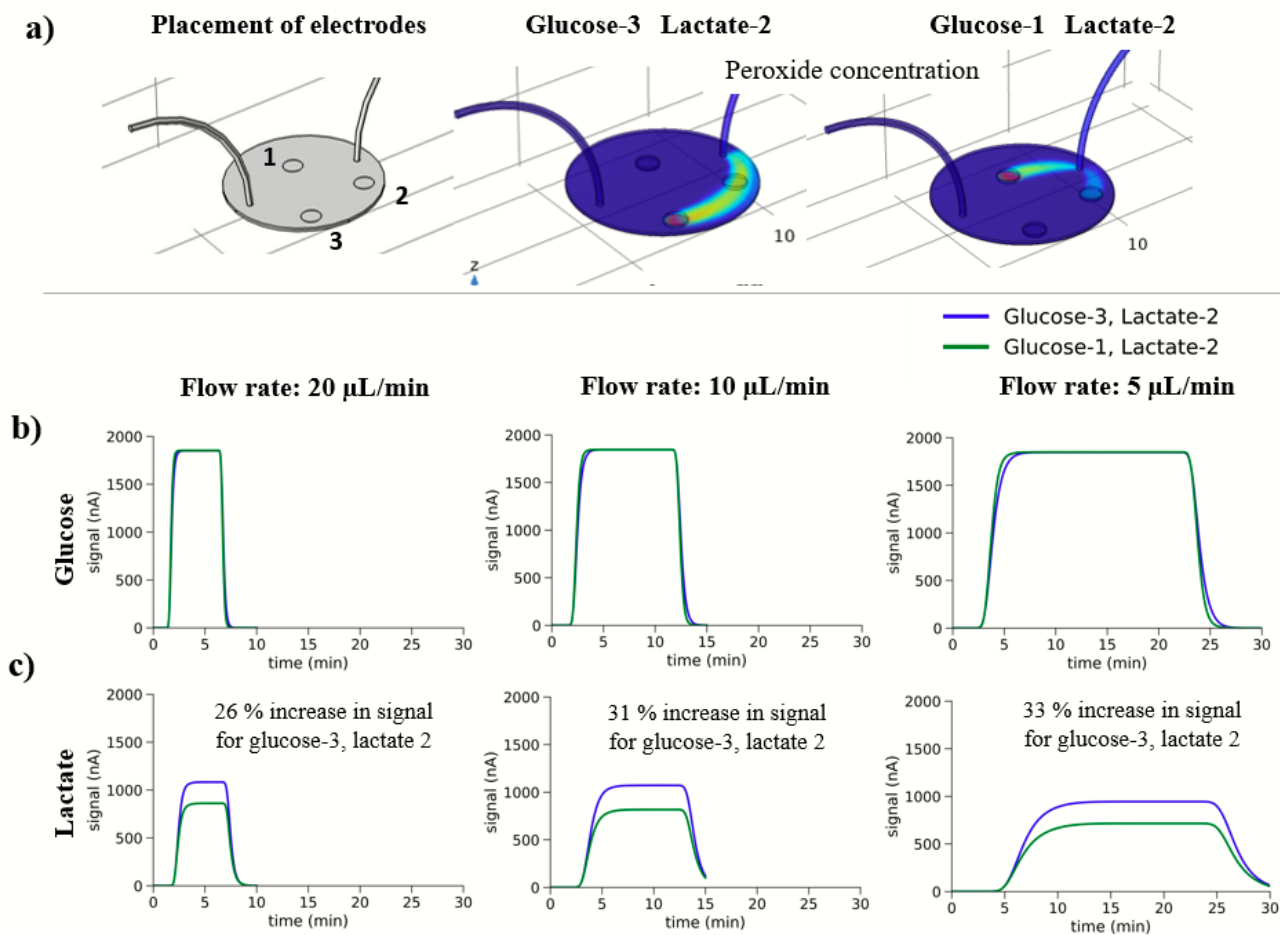 a)
Placement of electrodes
Glucose-3 Lactate-2
Glucose-1 Lactate-2
Peroxide concentration
1
2
3
10
z
10
Glucose-3, Lactate-2
Glucose-1, Lactate-2
Flow rate: 20 μL/min
Flow rate: 10 μL/min
Flow rate: 5 μL/min
b)
Glucose
signal (nA)
2000
1500
1000
500
0
0 5 10 15 20 25 30
time (min)
signal (nA)
2000
1500
1000
500
0
0 5 10 15 20 25 30
time (min)
signal (nA)
2000
1500
1000
500
0
0 5 10 15 20 25 30
time (min)
c)
Lactate
26 % increase in signal
for glucose-3, lactate 2
signal (nA)
2000
1500
1000
500
0
0 5 10 15 20 25 30
time (min)
31 % increase in signal
for glucose-3, lactate 2
signal (nA)
2000
1500
1000
500
0
0 5 10 15 20 25 30
time (min)
33 % increase in signal
for glucose-3, lactate 2
signal (nA)
2000
1500
1000
500
0
0 5 10 15 20 25 30
time (min)